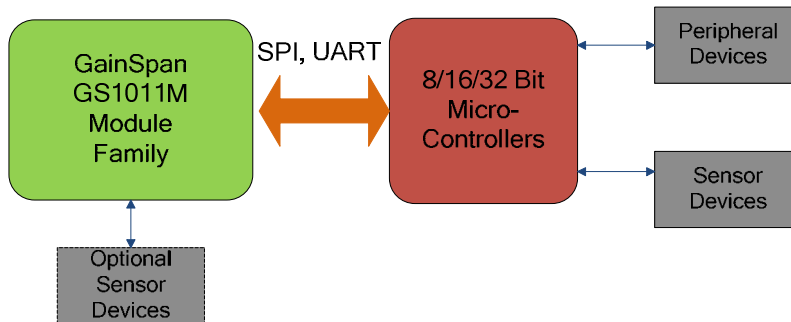 GainSpan
GS1011M
Module
Family
SPI, UART
8/16/32 Bit
Micro-
Controllers
Peripheral
Devices
Sensor
Devices
Optional
Sensor
Devices